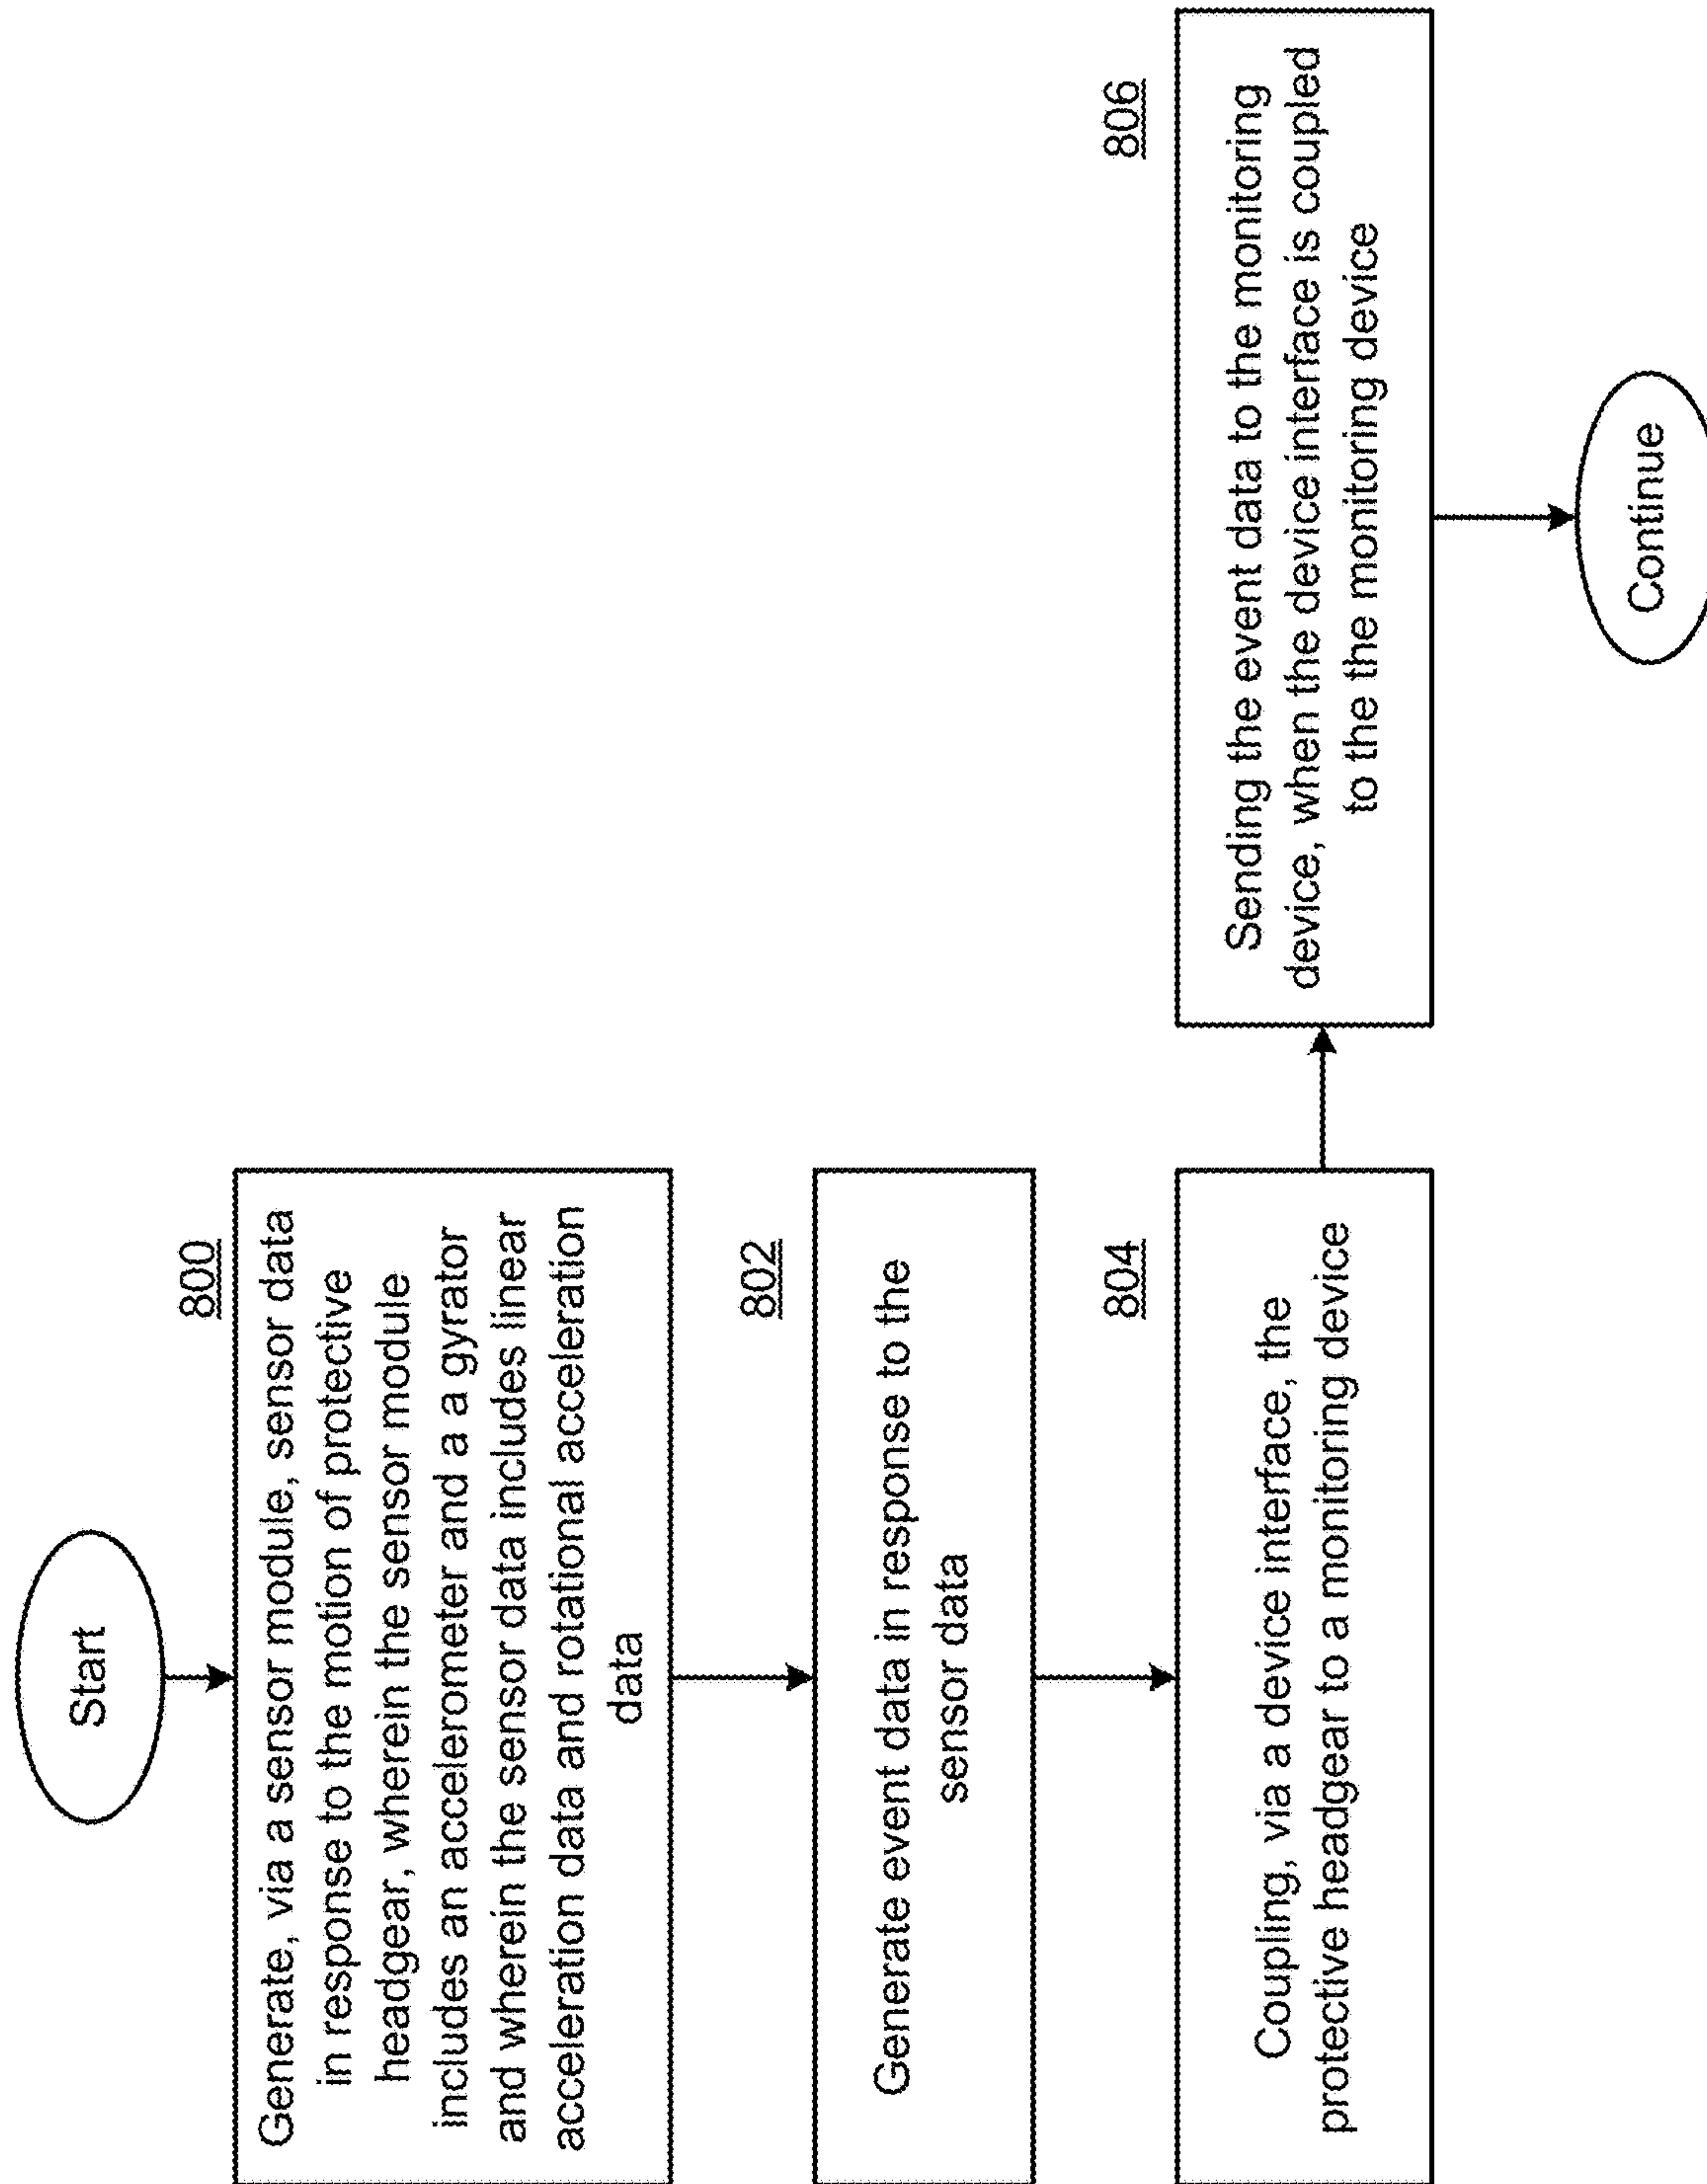 Start
800
Generate, via a sensor module, sensor data
in response to the motion of protective
headgear, wherein the sensor module
includes an accelerometer and a a gyrator
and wherein the sensor data includes linear
acceleration data and rotational acceleration
data
802
Generate event data in response to the
sensor data
804
Coupling, via a device interface, the
protective headgear to a monitoring device
806
Sending the event data to the monitoring
device, when the device interface is coupled
to the the monitoring device
Continue